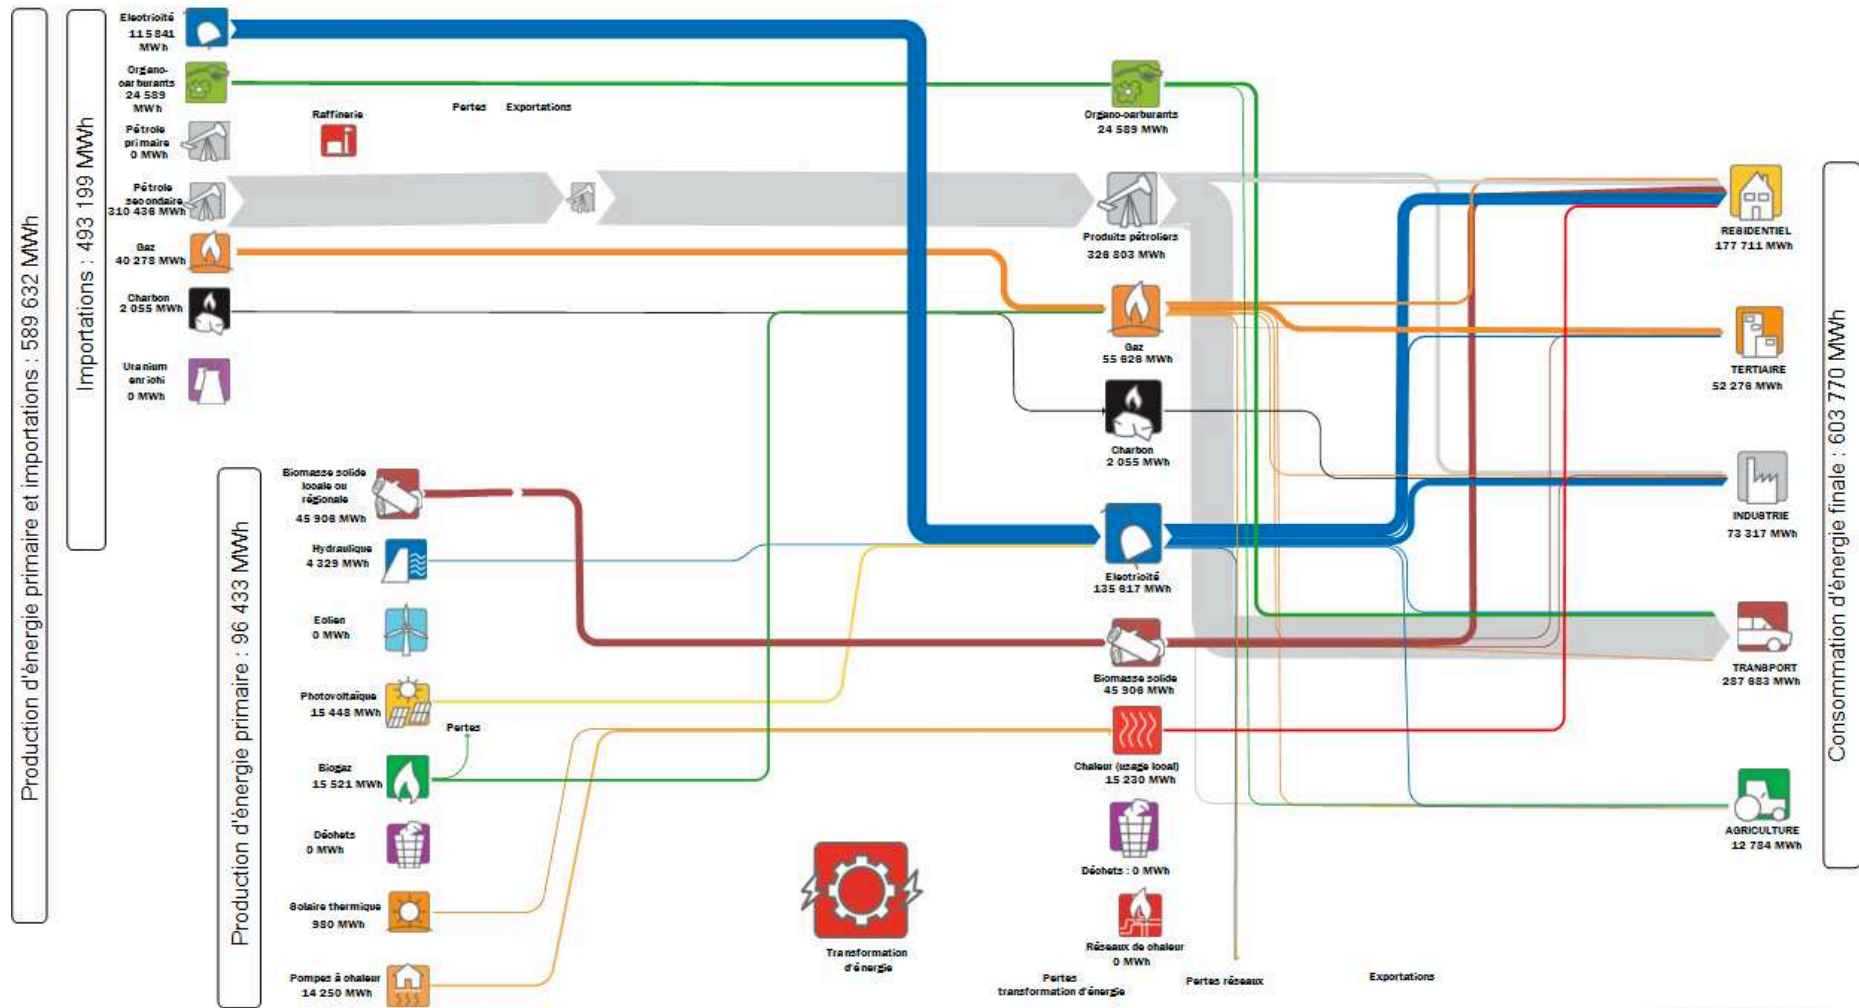 Production d'énergie primaire et importations : 589 632 MWh
Importations : 493 199 MWh
Electricité
115 841
MWh
Organo-
carburants
24 589
MWh
Pétrole
primaire
0 MWh
Pétrole
secondaire
310 436 MWh
Gaz
40 278 MWh
Charbon
2 055 MWh
Uranium
enrichi
0 MWh
Raffinerie
Pertes
Exportations
Production d'énergie primaire : 96 433 MWh
Biomasse solide
locale ou
régionale
45 906 MWh
Hydraulique
4 329 MWh
Eolien
0 MWh
Photovoltaïque
15 448 MWh
Pertes
Biogaz
15 521 MWh
Déchets
0 MWh
Solaire thermique
980 MWh
Pompes à chaleur
14 250 MWh
Transformation
d'énergie
Organo-carburants
24 589 MWh
Produits pétroliers
326 803 MWh
Gaz
55 628 MWh
Charbon
2 055 MWh
Electricité
135 617 MWh
Biomasse solide
45 906 MWh
Chaleur (usage local)
15 230 MWh
Déchets : 0 MWh
Réseaux de chaleur
0 MWh
Pertes
transformation d'énergie
Pertes réseaux
Exportations
RESIDENTIEL
177 711 MWh
TERTIAIRE
52 276 MWh
INDUSTRIE
73 317 MWh
TRANSPORT
287 683 MWh
AGRICULTURE
12 784 MWh
Consommation d'énergie finale : 603 770 MWh